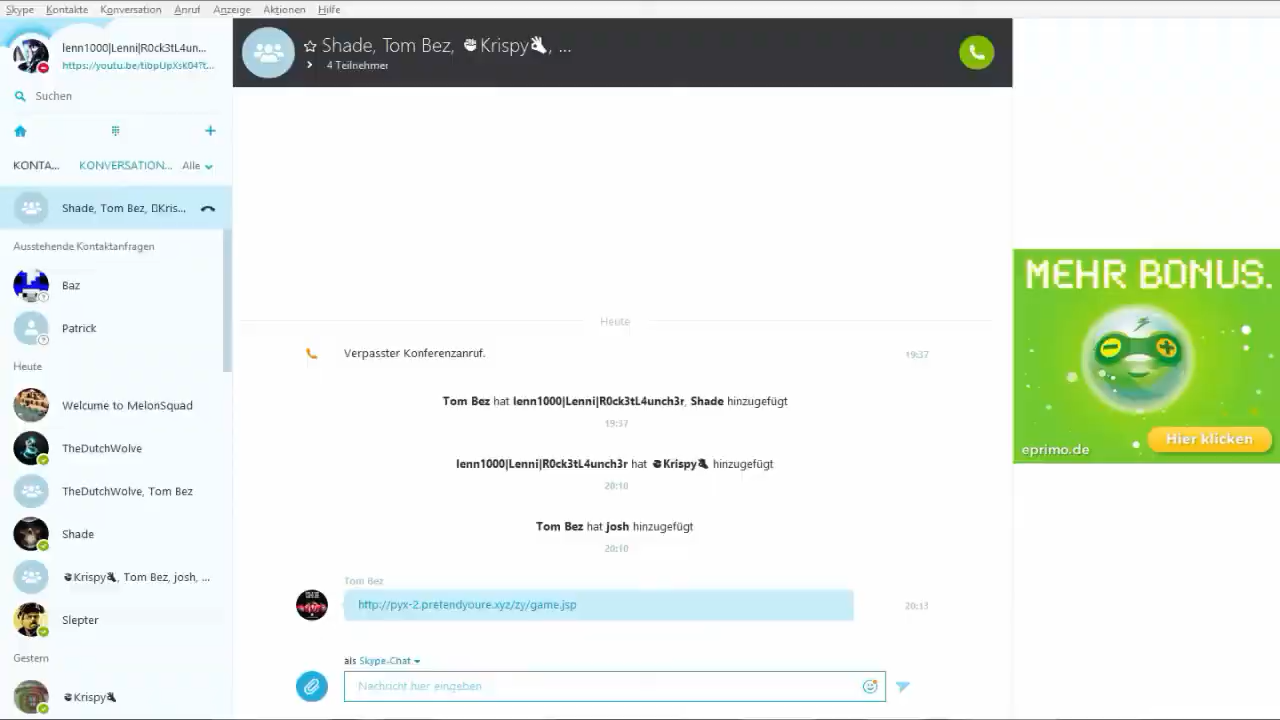 Skype Kontakte Konversation Anruf Anzeige Aktionen Hilfe
lenn1000|Lenni|R0ck3tL4un...
Suchen
KONTA... KONVERSATION... Alle
Shade, Tom Bez, ▯Kris...
Ausstehende Kontaktanfragen
Baz
Patrick
Heute
Welcome to MelonSquad
TheDutchWolve
TheDutchWolve, Tom Bez
Shade
Krispy, Tom Bez, josh, ...
Slepter
Gestern
Krispy
Shade, Tom Bez, Krispy, ...
4 Teilnehmer
Heute
Verpasster Konferenzanruf. 19:37
Tom Bez hat lenn1000|Lenni|R0ck3tL4unch3r, Shade hinzugefügt
19:37
lenn1000|Lenni|R0ck3tL4unch3r hat Krispy hinzugefügt
20:10
Tom Bez hat josh hinzugefügt
20:10
Tom Bez
http://pyx-2.pretendyoure.xyz/zy/game.jsp 20:13
als Skype-Chat
Nachricht hier eingeben
MEHR BONUS.
Hier klicken
eprimo.de